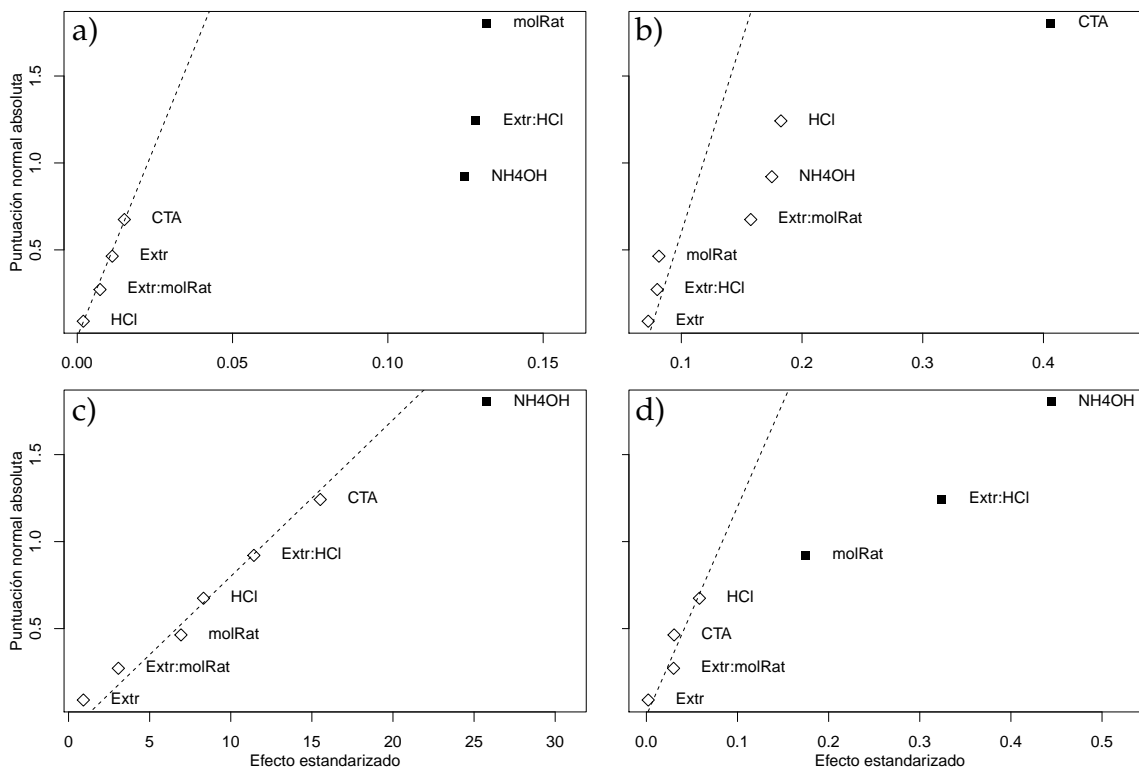 a)
molRat
Extr:HCl
NH4OH
CTA
Extr
Extr:molRat
HCl
Puntuación normal absoluta
0.5
1.0
1.5
0.00
0.05
0.10
0.15
b)
CTA
HCl
NH4OH
Extr:molRat
molRat
Extr:HCl
Extr
0.1
0.2
0.3
0.4
c)
NH4OH
CTA
Extr:HCl
HCl
molRat
Extr:molRat
Extr
Puntuación normal absoluta
0.5
1.0
1.5
0
5
10
15
20
25
30
Efecto estandarizado
d)
NH4OH
Extr:HCl
molRat
HCl
CTA
Extr:molRat
Extr
0.0
0.1
0.2
0.3
0.4
0.5
Efecto estandarizado